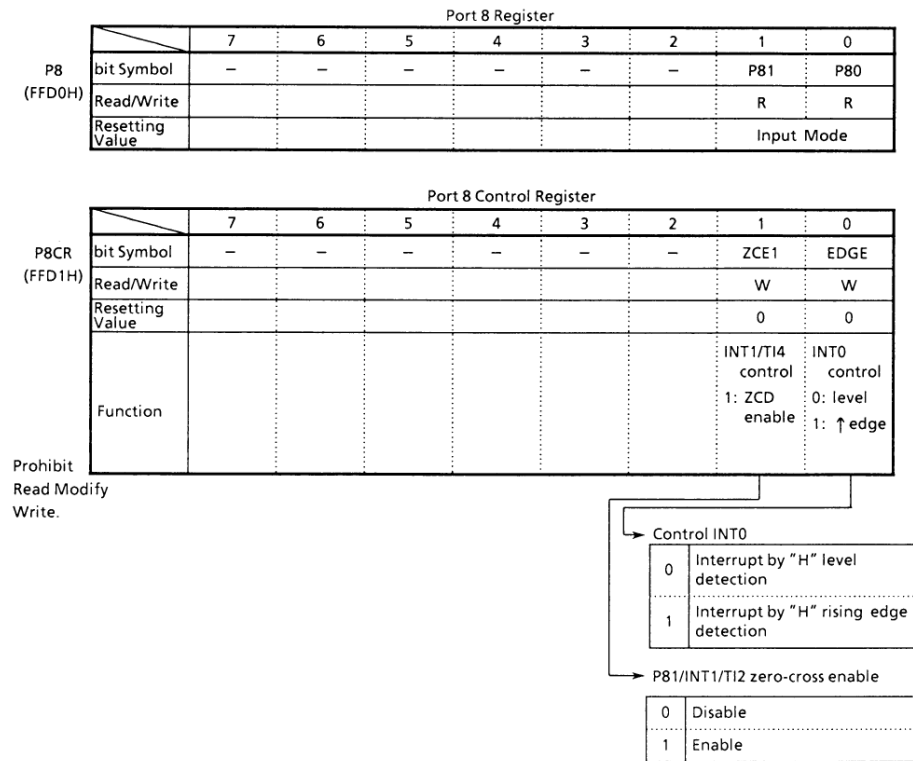 Port 8 Register
7 6 5 4 3 2 1 0
P8
(FFD0H)
bit Symbol – – – – – – P81 P80
Read/Write R R
Resetting
Value
Input Mode
Port 8 Control Register
7 6 5 4 3 2 1 0
P8CR
(FFD1H)
bit Symbol – – – – – – ZCE1 EDGE
Read/Write W W
Resetting
Value
0 0
Function
INT1/TI4
control
1: ZCD
enable
INT0
control
0: level
1: ↑ edge
Prohibit
Read Modify
Write.
Control INT0
0 Interrupt by "H" level
detection
1 Interrupt by "H" rising edge
detection
P81/INT1/TI2 zero-cross enable
0 Disable
1 Enable